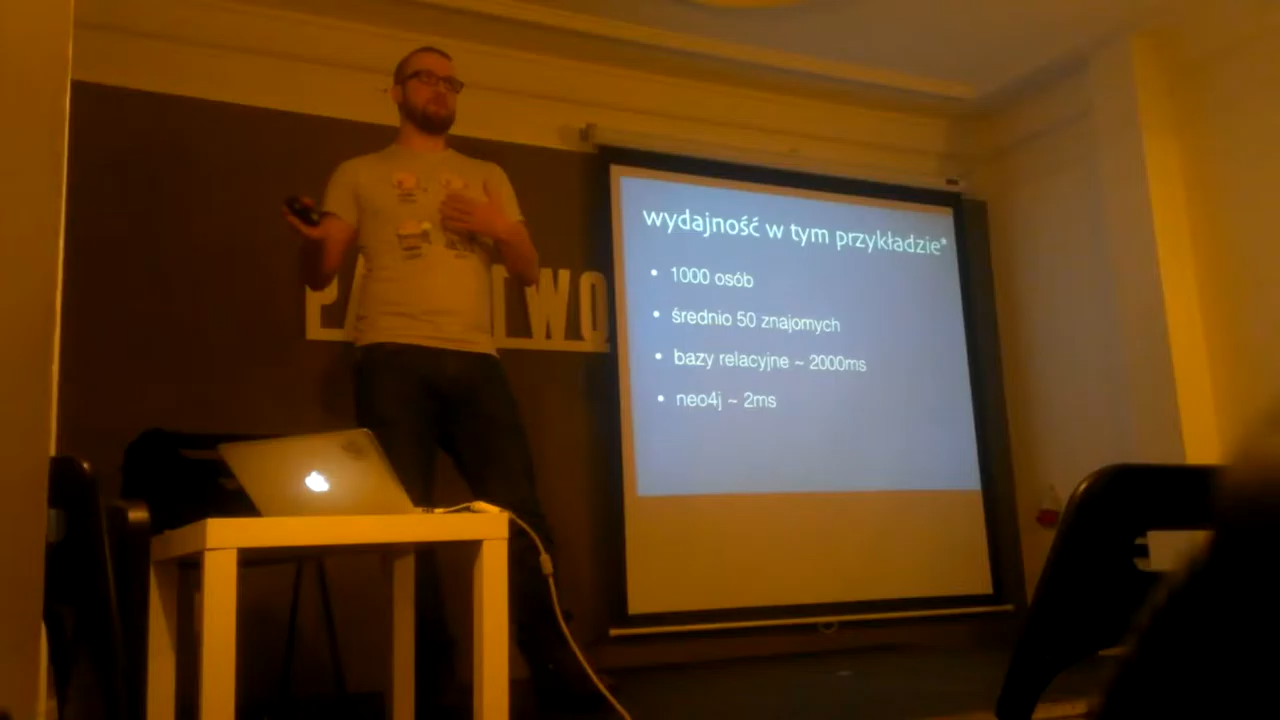 wydajność w tym przykładzie*
• 1000 osób
• średnio 50 znajomych
• bazy relacyjne ~ 2000ms
• neo4j ~ 2ms